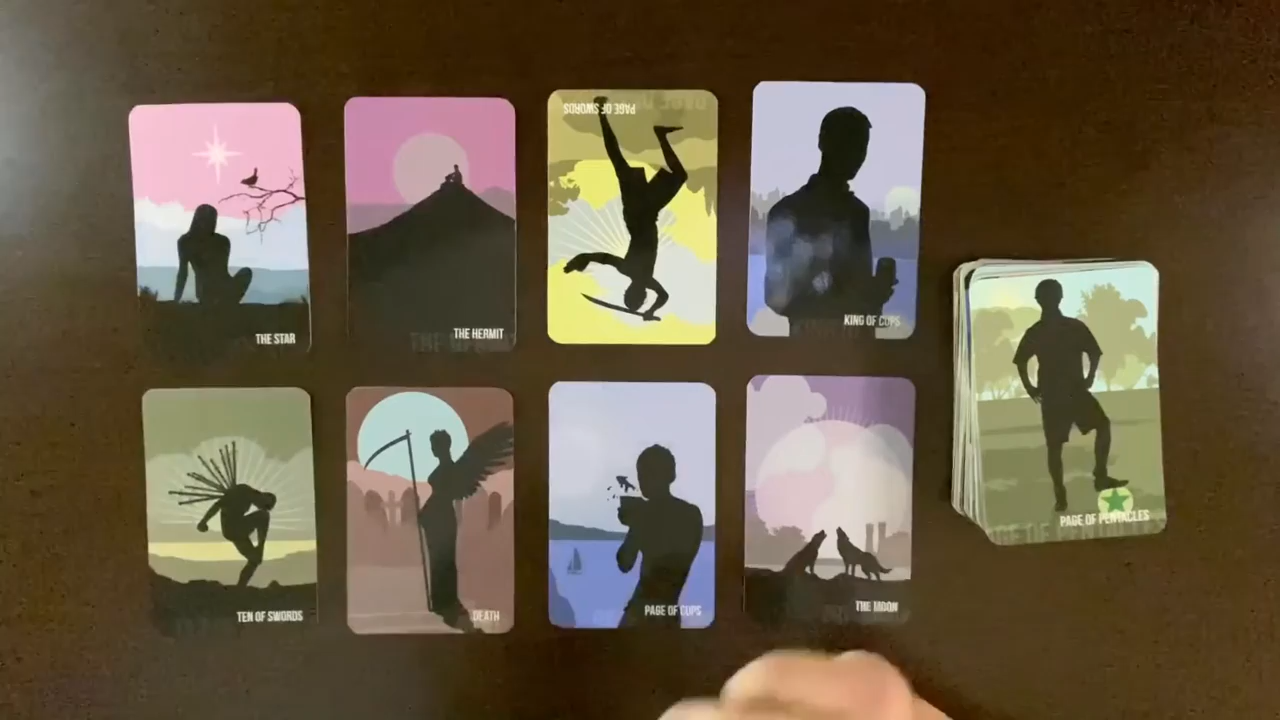 THE STAR
THE HERMIT
PAGE OF SWORDS
KING OF CUPS
TEN OF SWORDS
DEATH
PAGE OF CUPS
THE MOON
PAGE OF PENTACLES